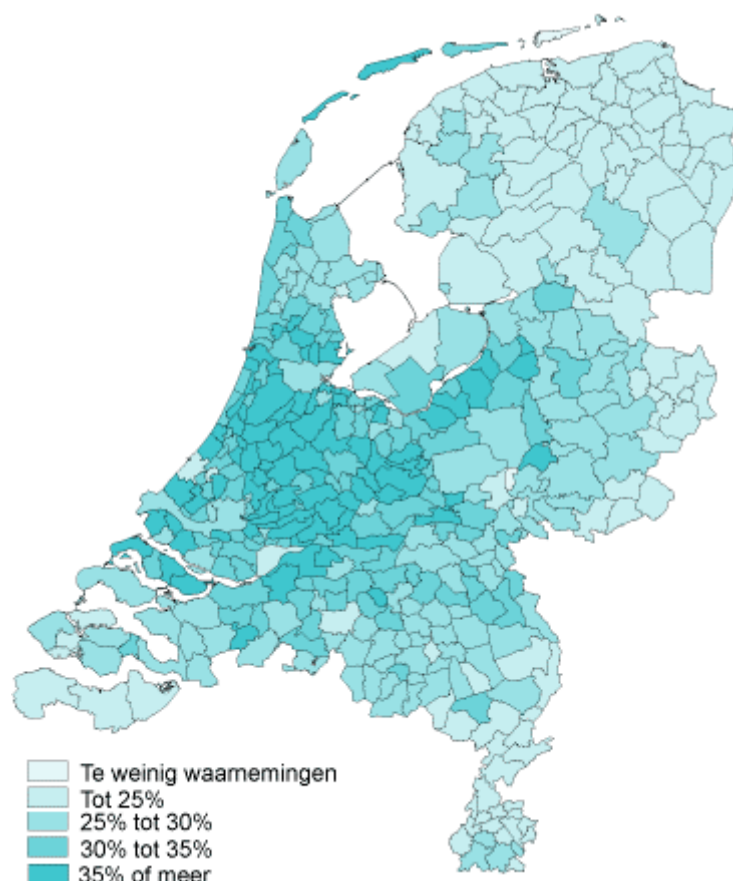 Te weinig waarnemingen
Tot 25%
25% tot 30%
30% tot 35%
35% of meer